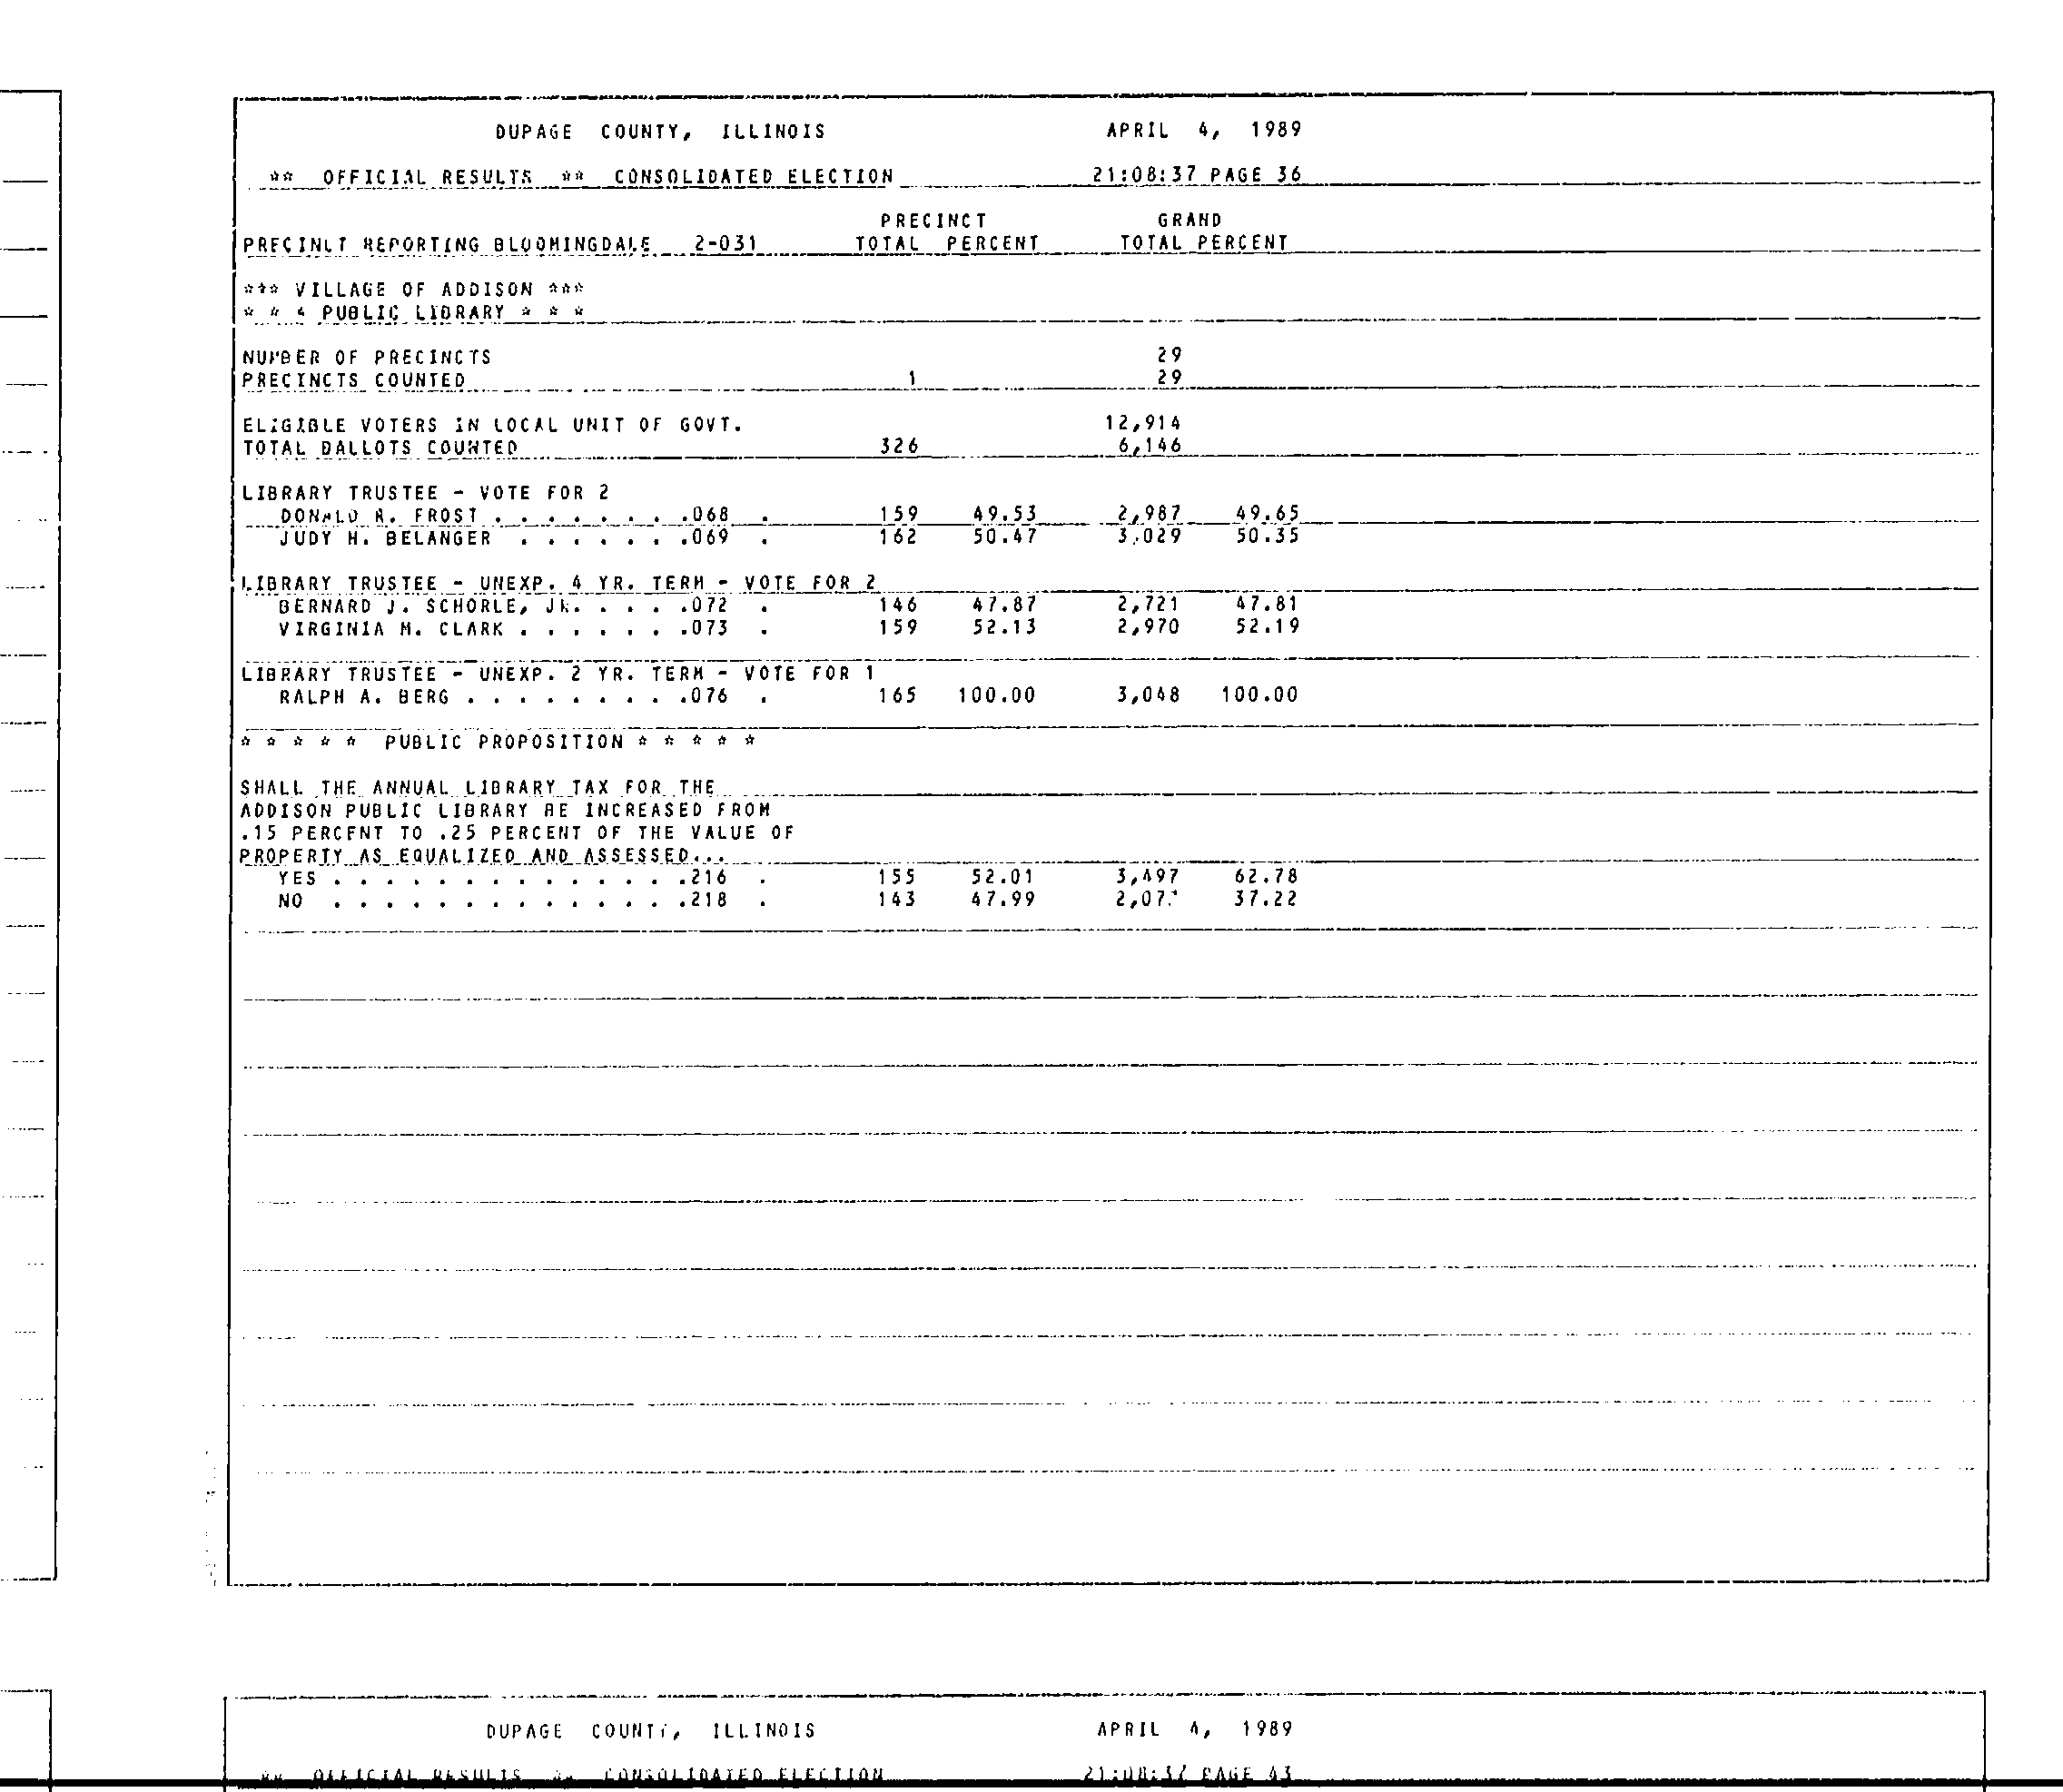 DUPAGE COUNTY, ILLINOIS APRIL 4, 1989
** OFFICIAL RESULTS ** CONSOLIDATED ELECTION 21:08:37 PAGE 36
PRECINCT GRAND
PRECINCT REPORTING BLOOMINGDALE 2-031 TOTAL PERCENT TOTAL PERCENT
*** VILLAGE OF ADDISON ***
* * * PUBLIC LIBRARY * * *
NUMBER OF PRECINCTS 29
PRECINCTS COUNTED 1 29
ELIGIBLE VOTERS IN LOCAL UNIT OF GOVT. 12,914
TOTAL BALLOTS COUNTED 326 6,146
LIBRARY TRUSTEE - VOTE FOR 2
DONALD R. FROST . . . . . . . .068 . 159 49.53 2,987 49.65
JUDY H. BELANGER . . . . . . .069 . 162 50.47 3,029 50.35
LIBRARY TRUSTEE - UNEXP. 4 YR. TERM - VOTE FOR 2
BERNARD J. SCHORLE, JR. . . . .072 . 146 47.87 2,721 47.81
VIRGINIA M. CLARK . . . . . . .073 . 159 52.13 2,970 52.19
LIBRARY TRUSTEE - UNEXP. 2 YR. TERM - VOTE FOR 1
RALPH A. BERG . . . . . . . . .076 . 165 100.00 3,048 100.00
* * * * * PUBLIC PROPOSITION * * * * *
SHALL THE ANNUAL LIBRARY TAX FOR THE
ADDISON PUBLIC LIBRARY BE INCREASED FROM
.15 PERCENT TO .25 PERCENT OF THE VALUE OF
PROPERTY AS EQUALIZED AND ASSESSED...
YES . . . . . . . . . . . . . .216 . 155 52.01 3,497 62.78
NO . . . . . . . . . . . . . .218 . 143 47.99 37.22
DUPAGE COUNTY, ILLINOIS APRIL 4, 1989
** OFFICIAL RESULTS ** CONSOLIDATED ELECTION 21:08:37 PAGE 43